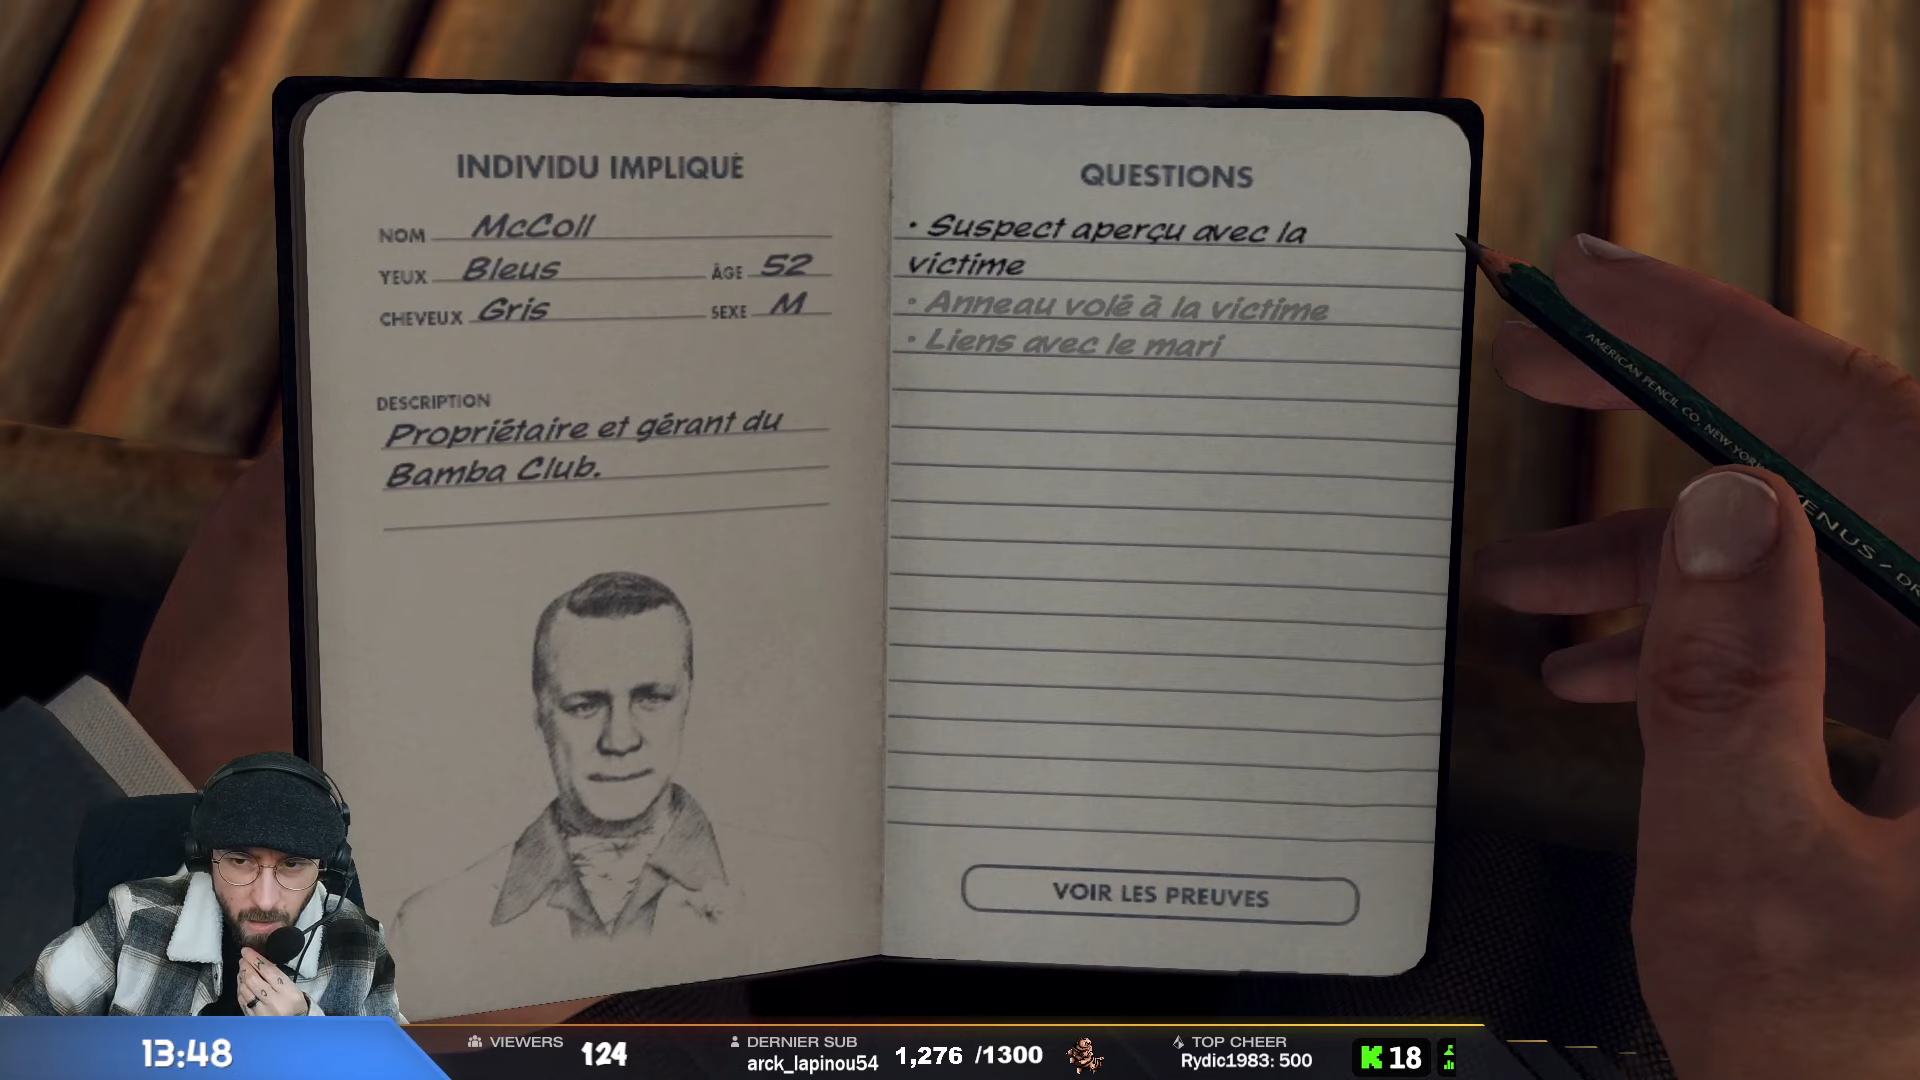 INDIVIDU IMPLIQUÉ
NOM McColl
YEUX Bleus ÂGE 52
CHEVEUX Gris SEXE M
DESCRIPTION
Propriétaire et gérant du
Bamba Club.
QUESTIONS
• Suspect aperçu avec la
victime
• Anneau volé à la victime
• Liens avec le mari
VOIR LES PREUVES
AMERICAN PENCIL CO. NEW YORK
VENUS / DR
13:48
VIEWERS 124
DERNIER SUB
arck_lapinou54
1,276 /1300
TOP CHEER
Rydic1983: 500
K 18